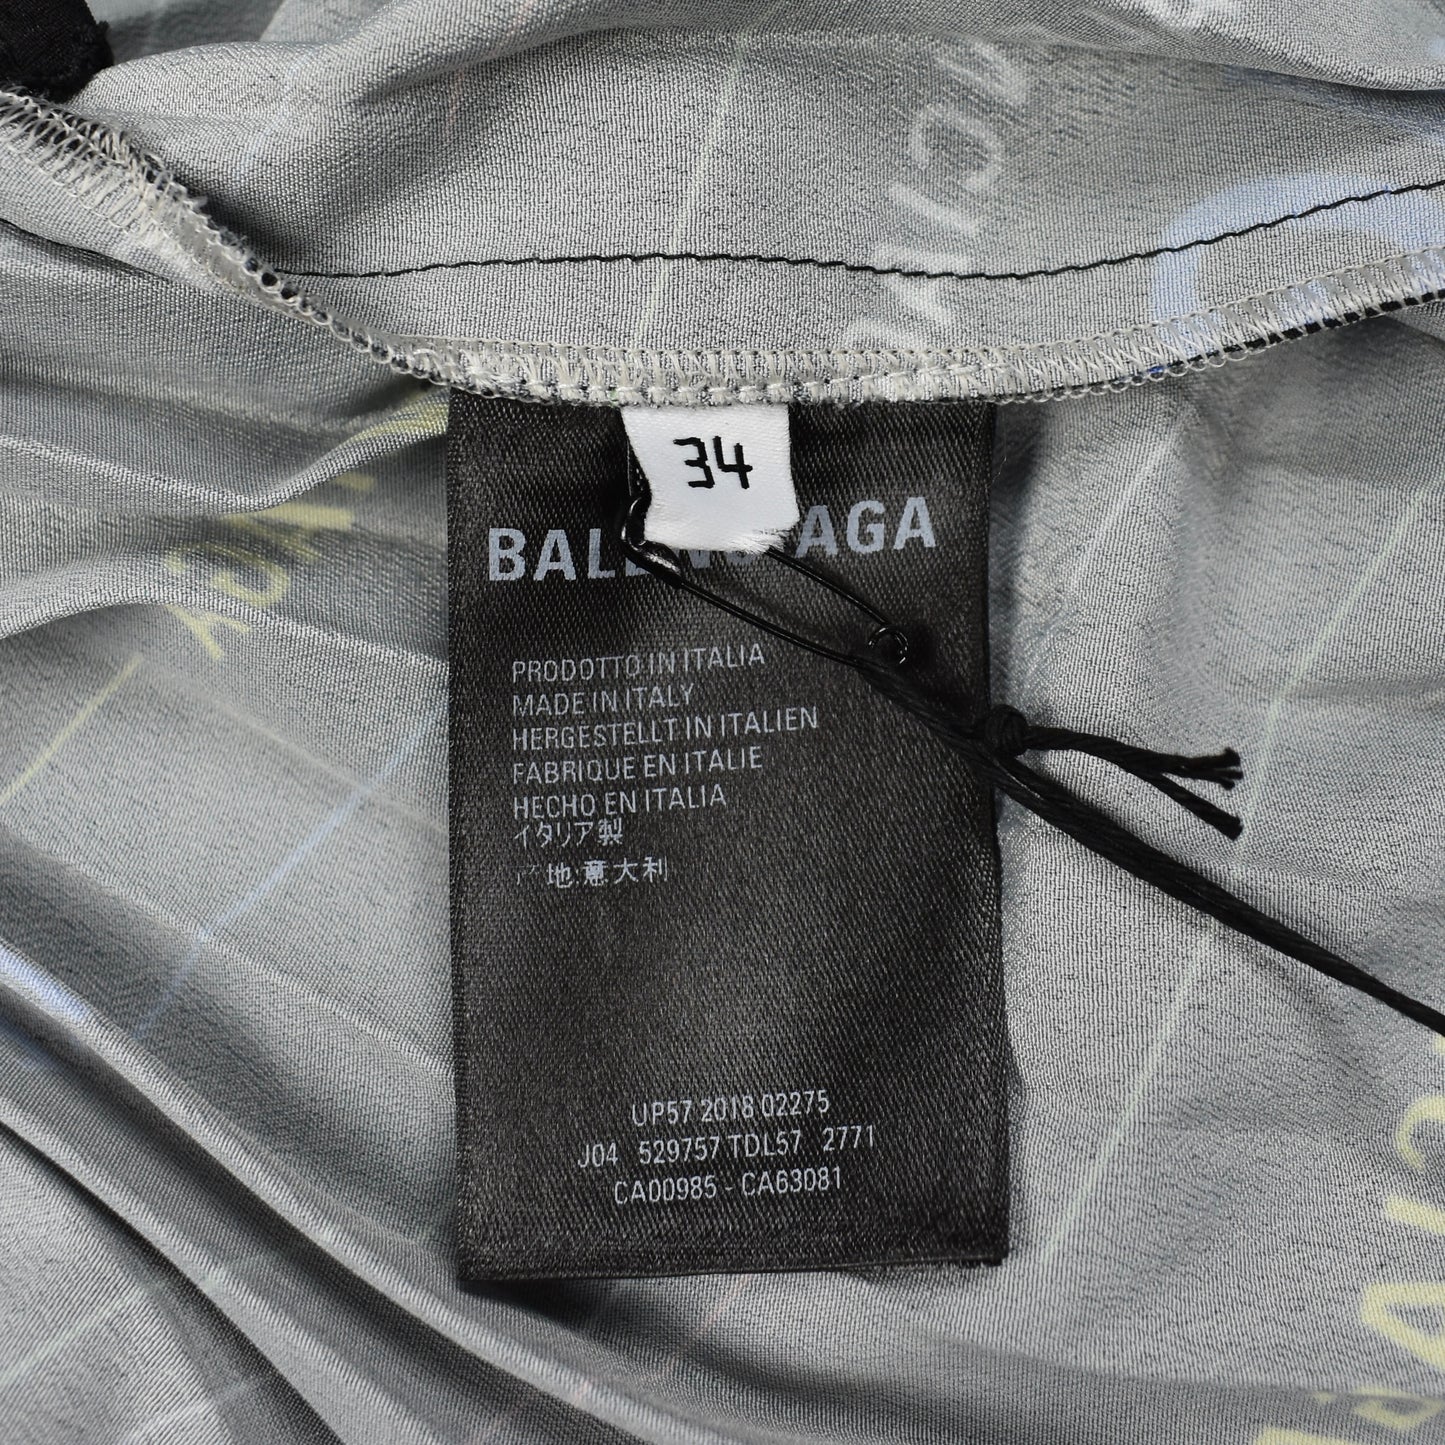 34
BALENCIAGA
PRODOTTO IN ITALIA
MADE IN ITALY
HERGESTELLT IN ITALIEN
FABRIQUE EN ITALIE
HECHO EN ITALIA
イタリア製
地:意大利
UP57 2018 02275
J04 529757 TDL57 2771
CA00985 - CA63081